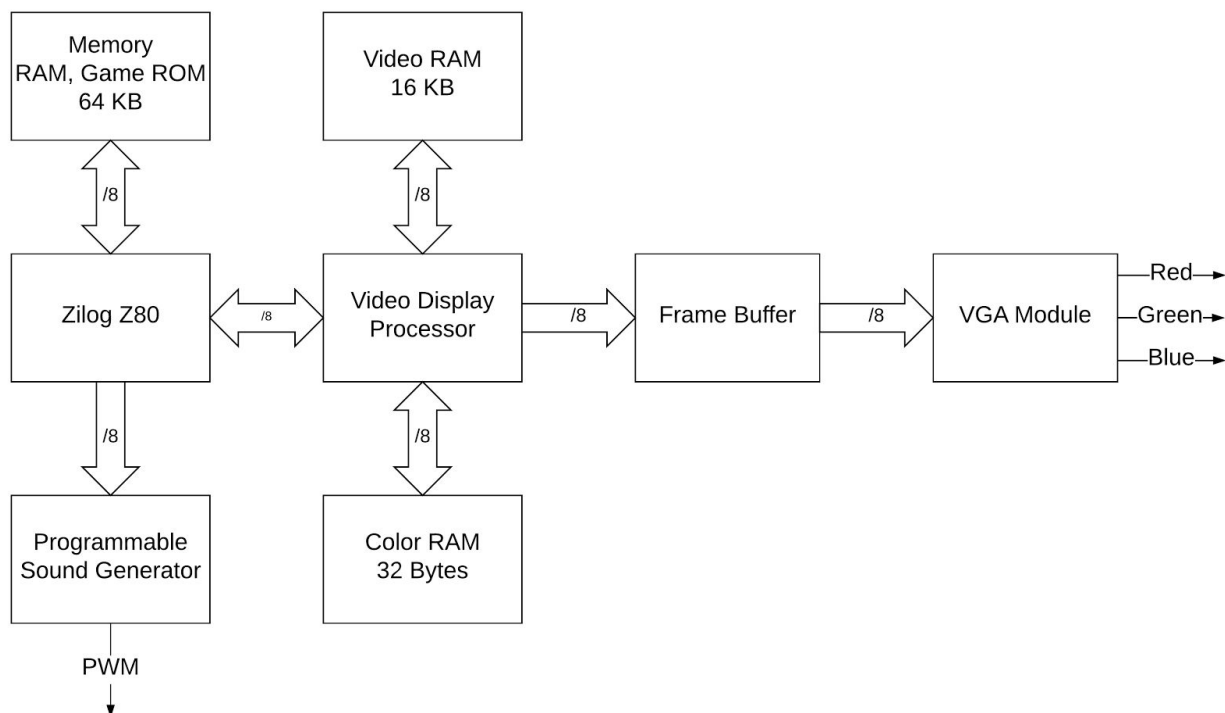 Memory
RAM, Game ROM
64 KB
Video RAM
16 KB
/8
/8
Zilog Z80
/8
Video Display
Processor
/8
Frame Buffer
/8
VGA Module
Red
Green
Blue
/8
/8
Programmable
Sound Generator
Color RAM
32 Bytes
PWM